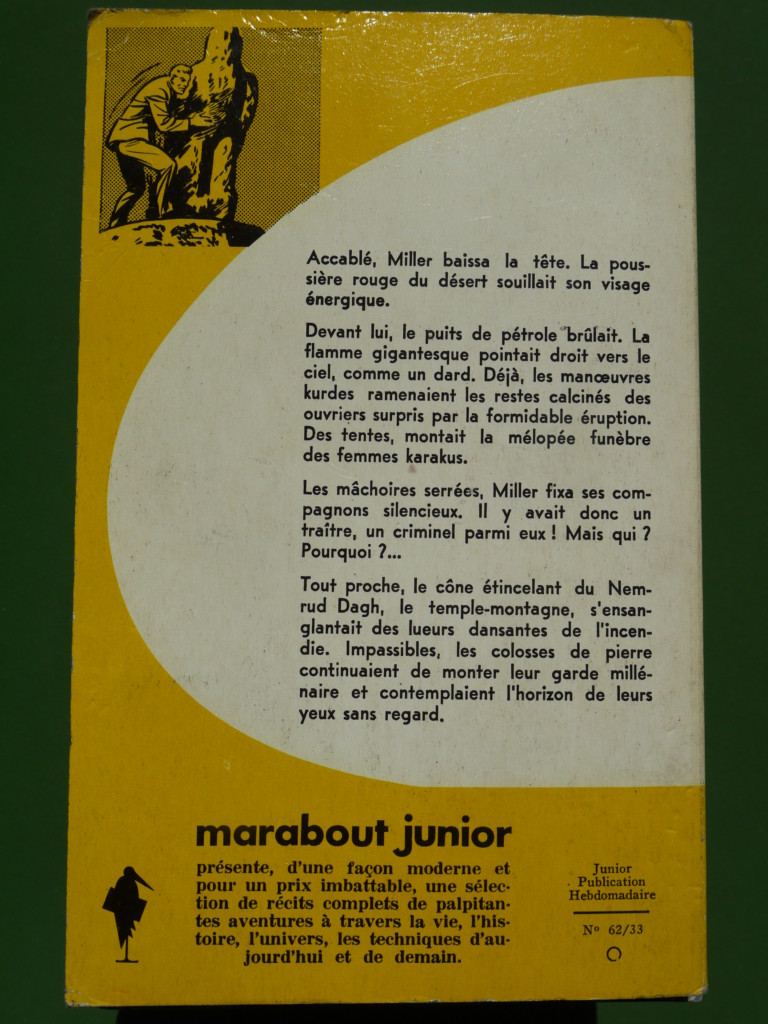 Accablé, Miller baissa la tête. La pous-
sière rouge du désert souillait son visage
énergique.
Devant lui, le puits de pétrole brûlait. La
flamme gigantesque pointait droit vers le
ciel, comme un dard. Déjà, les manœuvres
kurdes ramenaient les restes calcinés des
ouvriers surpris par la formidable éruption.
Des tentes, montait la mélopée funèbre
des femmes karakus.
Les mâchoires serrées, Miller fixa ses com-
pagnons silencieux. Il y avait donc un
traître, un criminel parmi eux ! Mais qui ?
Pourquoi ?...
Tout proche, le cône étincelant du Nem-
rud Dagh, le temple-montagne, s'ensan-
glantait des lueurs dansantes de l'incen-
die. Impassibles, les colosses de pierre
continuaient de monter leur garde millé-
naire et contemplaient l'horizon de leurs
yeux sans regard.
marabout junior
présente, d'une façon moderne et
pour un prix imbattable, une sélec-
tion de récits complets de palpitan-
tes aventures à travers la vie, l'his-
toire, l'univers, les techniques d'au-
jourd'hui et de demain.
Junior
Publication
Hebdomadaire
N° 62/33